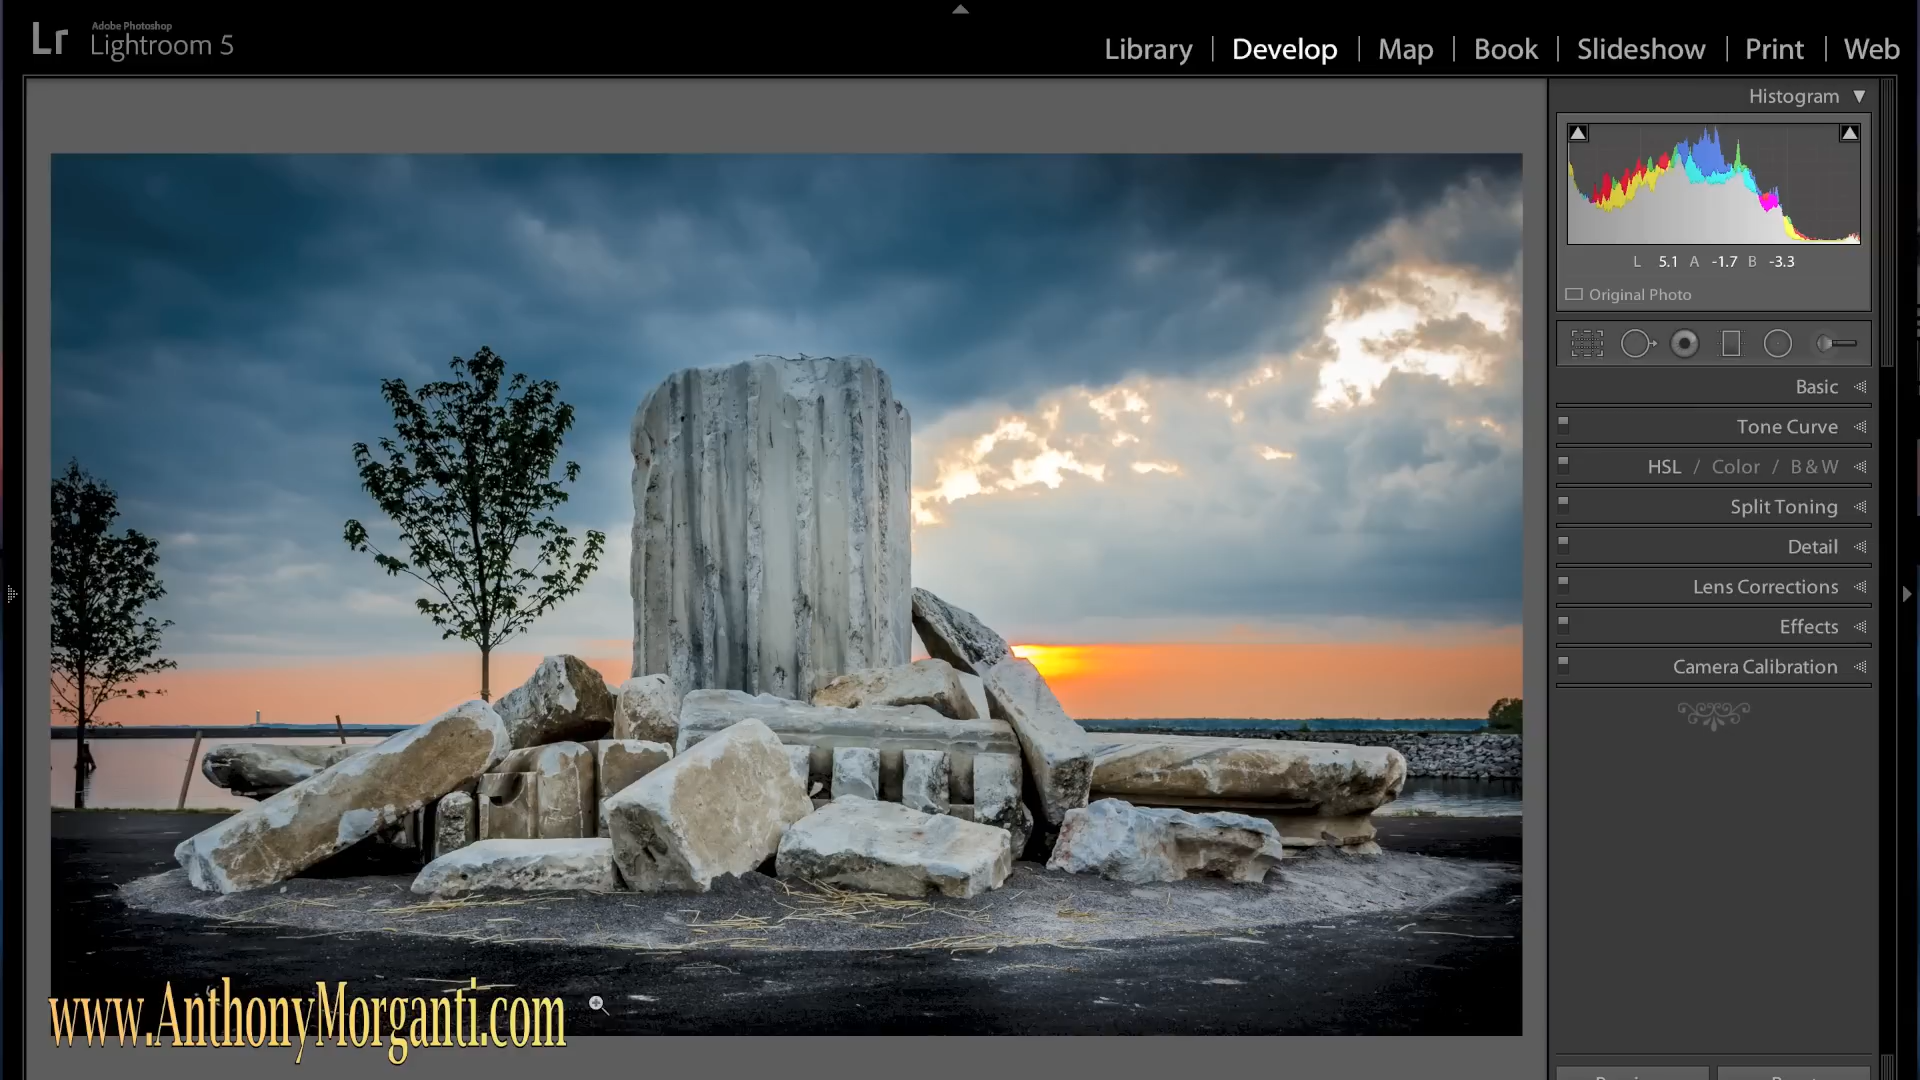 Lr Adobe Photoshop
Lightroom 5
Library | Develop | Map | Book | Slideshow | Print | Web
Histogram
L 5.1 A -1.7 B -3.3
Original Photo
Basic
Tone Curve
HSL / Color / B & W
Split Toning
Detail
Lens Corrections
Effects
Camera Calibration
www.AnthonyMorganti.com